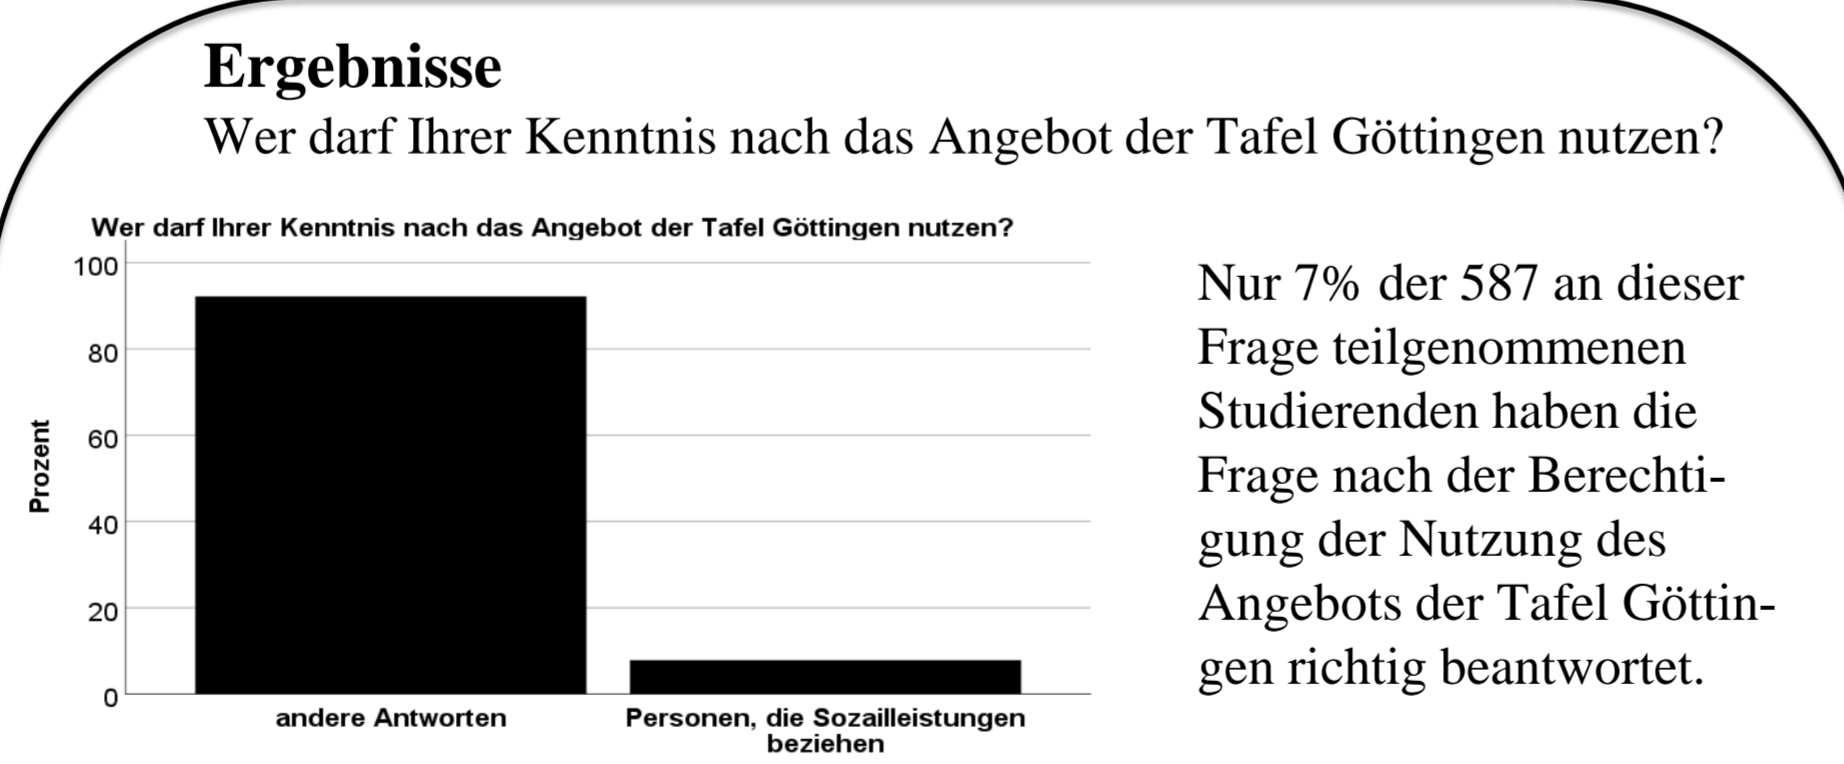 Ergebnisse
Wer darf Ihrer Kenntnis nach das Angebot der Tafel Göttingen nutzen?
Wer darf Ihrer Kenntnis nach das Angebot der Tafel Göttingen nutzen?
100
80
60
40
20
0
Prozent
andere Antworten
Personen, die Sozailleistungen
beziehen
Nur 7% der 587 an dieser
Frage teilgenommenen
Studierenden haben die
Frage nach der Berechti-
gung der Nutzung des
Angebots der Tafel Göttin-
gen richtig beantwortet.